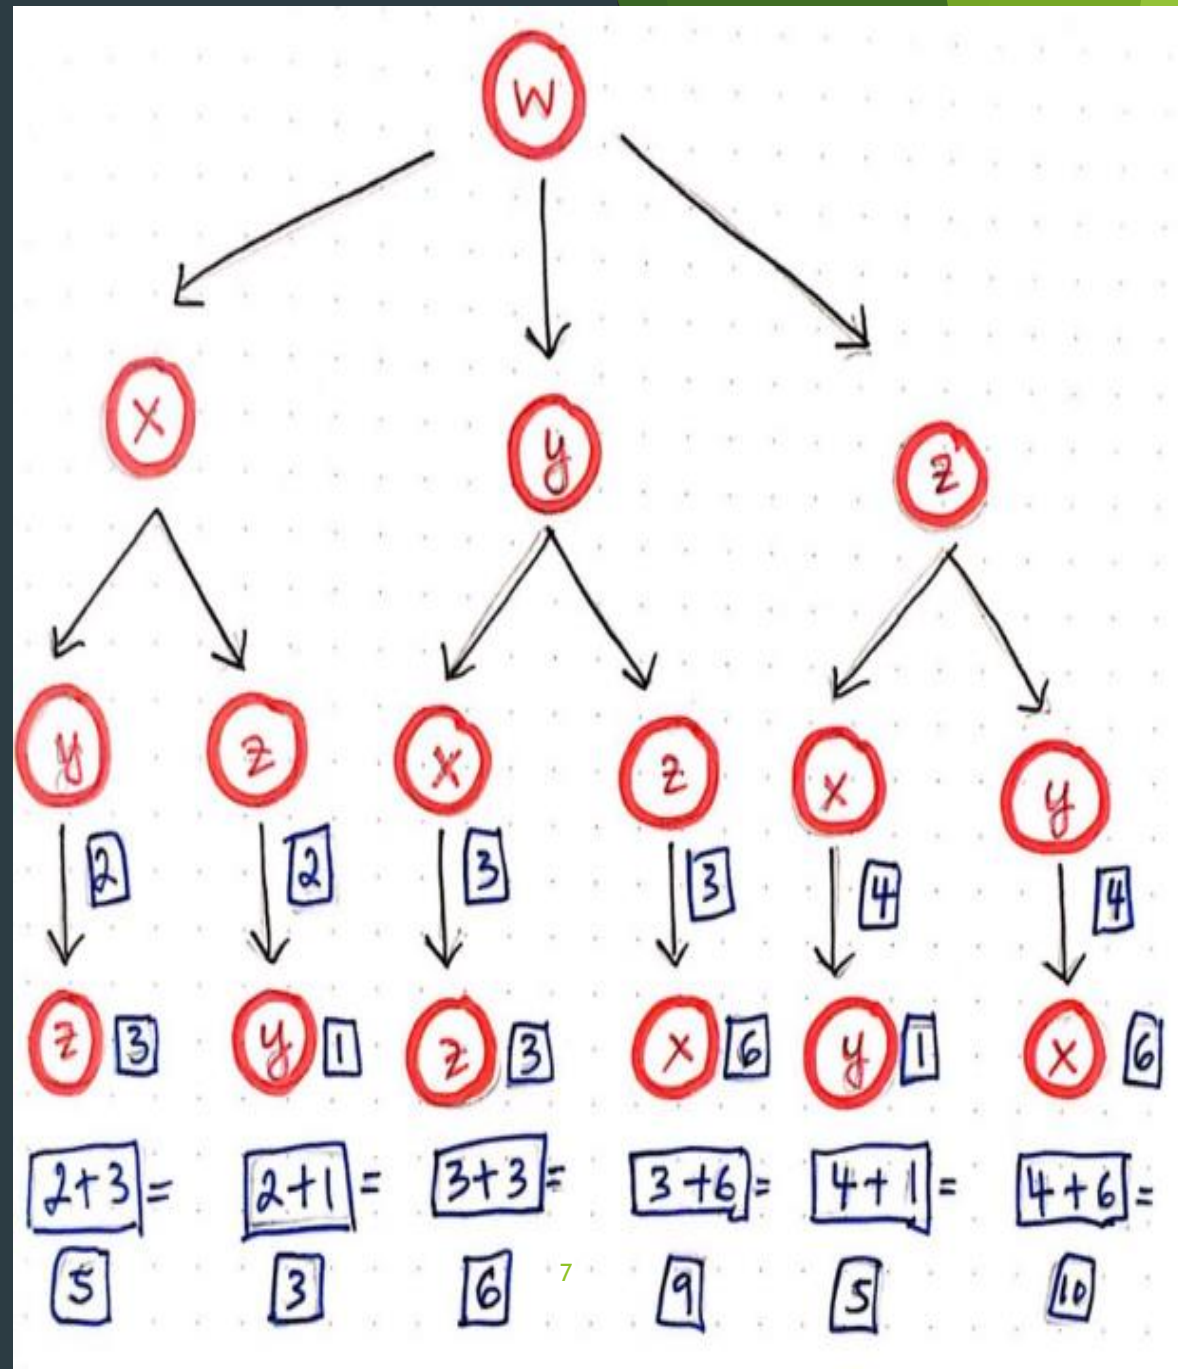 W
x y z
y z x z x y
2 2 3 3 4 4
z 3 y 1 z 3 x 6 y 1 x 6
2+3= 2+1= 3+3= 3+6= 4+1= 4+6=
5 3 6 7 9 5 10